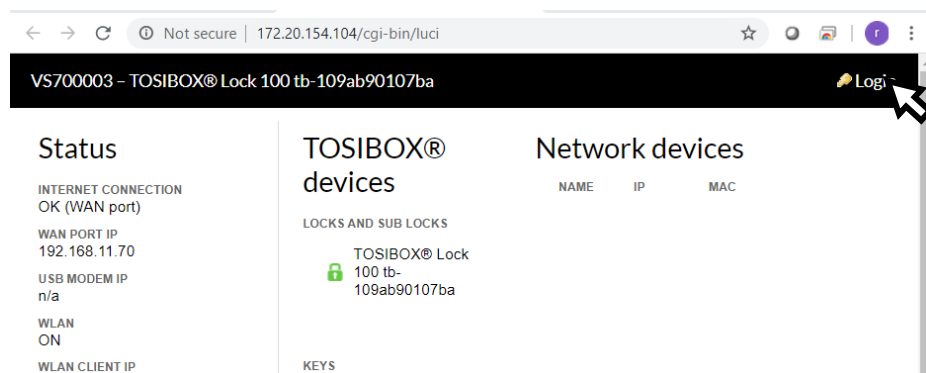 Not secure | 172.20.154.104/cgi-bin/luci
r
VS700003 – TOSIBOX® Lock 100 tb-109ab90107ba
Status
INTERNET CONNECTION
OK (WAN port)
WAN PORT IP
192.168.11.70
USB MODEM IP
n/a
WLAN
ON
WLAN CLIENT IP
TOSIBOX®
devices
LOCKS AND SUB LOCKS
TOSIBOX® Lock
100 tb-
109ab90107ba
KEYS
Network devices
NAME IP MAC